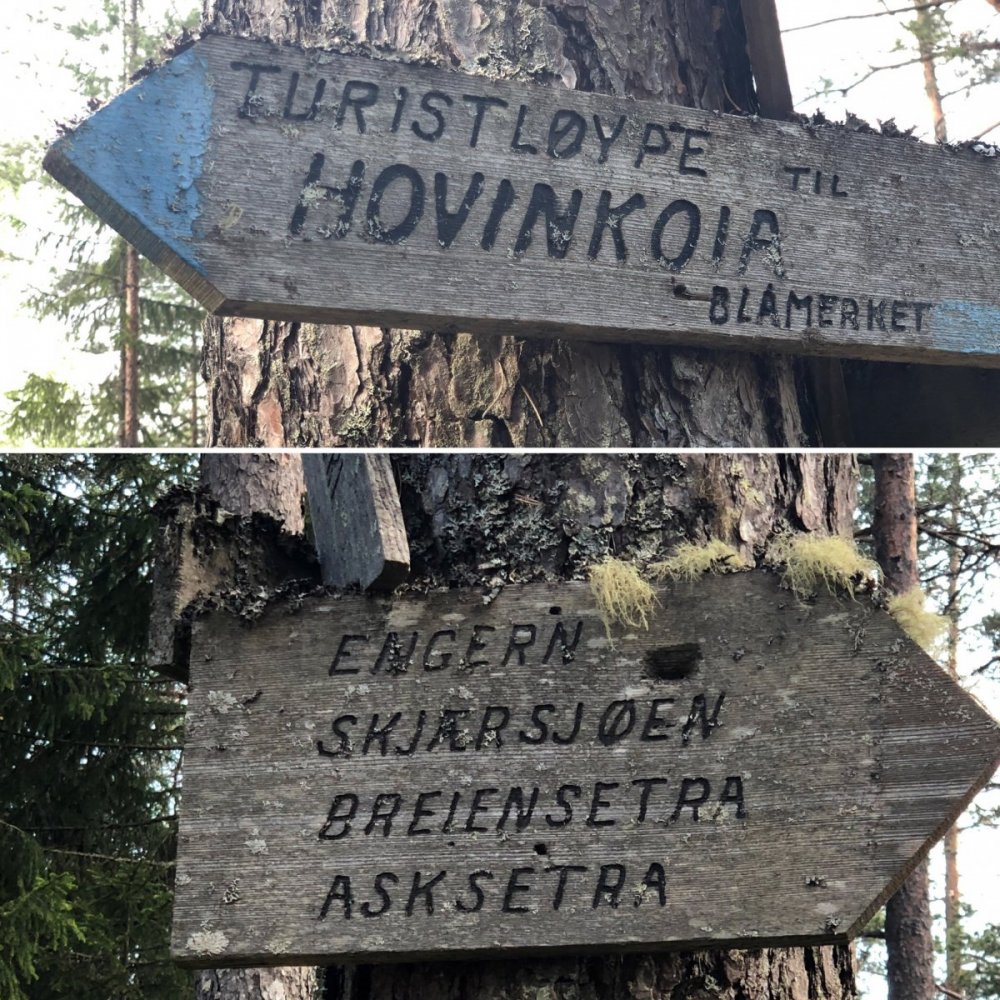 TURISTLØYPE TIL
HOVINKOIA
BLÅMERKET
ENGERN
SKJÆRSJØEN
BREIENSETRA
ASKSETRA